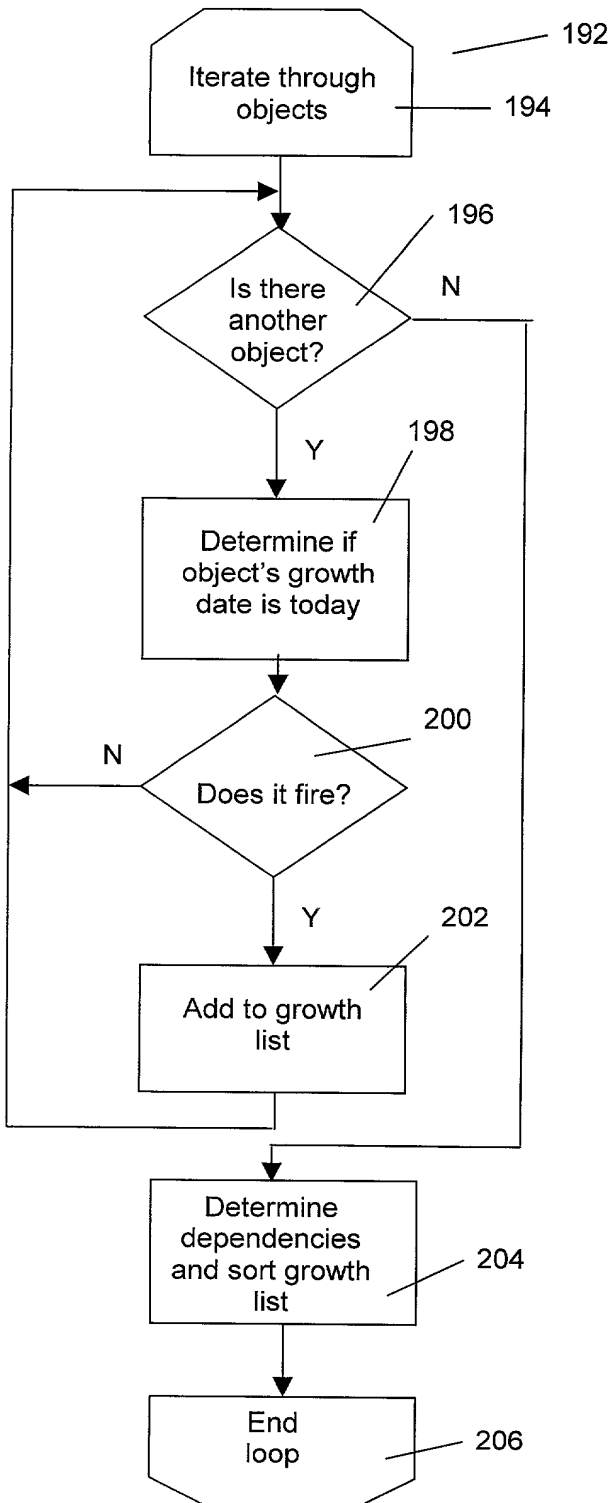 192
Iterate through
objects
194
196
Is there
another
object?
N
Y
198
Determine if
object's growth
date is today
200
N
Does it fire?
Y
202
Add to growth
list
Determine
dependencies
and sort growth
list
204
End
loop
206